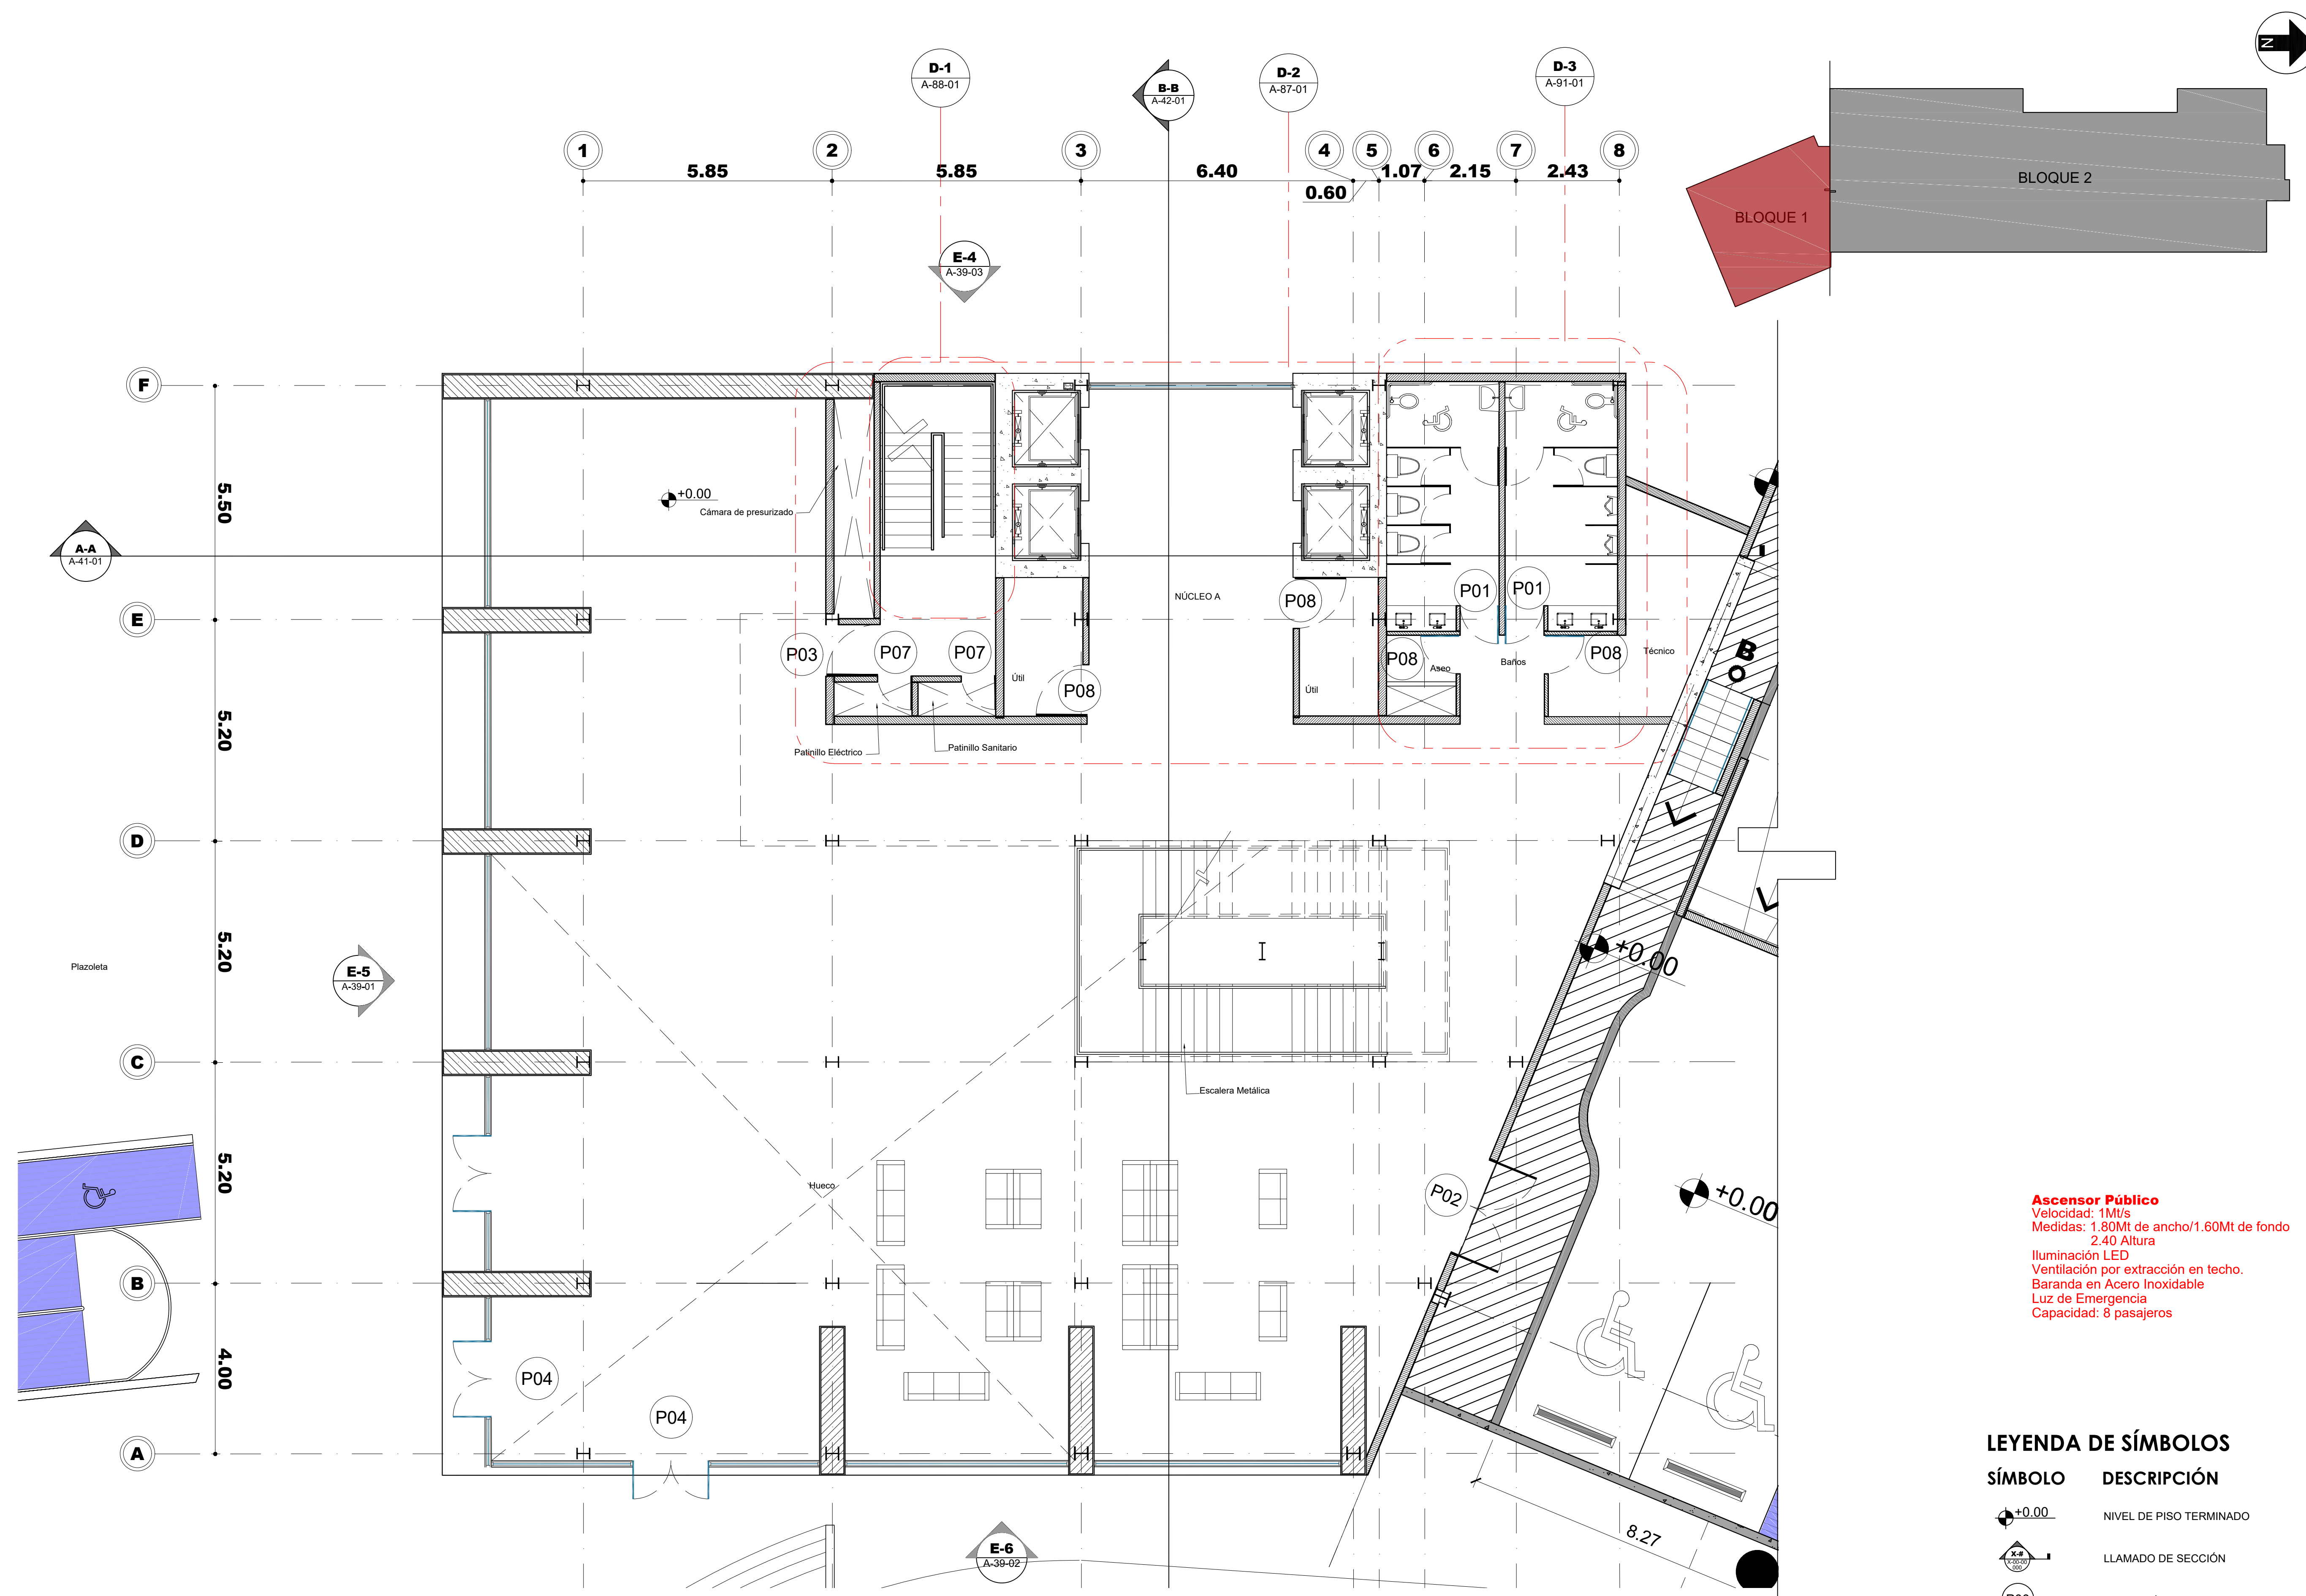 N
D-1
A-88-01
B-B
A-42-01
D-2
A-87-01
D-3
A-91-01
1
2
3
4
5
6
7
8
5.85
5.85
6.40
0.60
1.07
2.15
2.43
BLOQUE 1
BLOQUE 2
E-4
A-39-03
F
5.50
+0.00
Cámara de presurizado
A-A
A-41-01
NÚCLEO A
P08
P01
P01
E
P03
P07
P07
Útil
P08
Útil
P08
Aseo
Baños
P08
Técnico
B
5.20
Patinillo Eléctrico
Patinillo Sanitario
D
5.20
Plazoleta
E-5
A-39-01
+0.00
C
Escalera Metálica
5.20
Hueco
P02
+0.00
Ascensor Público
Velocidad: 1Mt/s
Medidas: 1.80Mt de ancho/1.60Mt de fondo
2.40 Altura
Iluminación LED
Ventilación por extracción en techo.
Baranda en Acero Inoxidable
Luz de Emergencia
Capacidad: 8 pasajeros
B
4.00
P04
P04
A
8.27
E-6
A-39-02
LEYENDA DE SÍMBOLOS
SÍMBOLO DESCRIPCIÓN
+0.00 NIVEL DE PISO TERMINADO
X-#
X-00-00
000
LLAMADO DE SECCIÓN